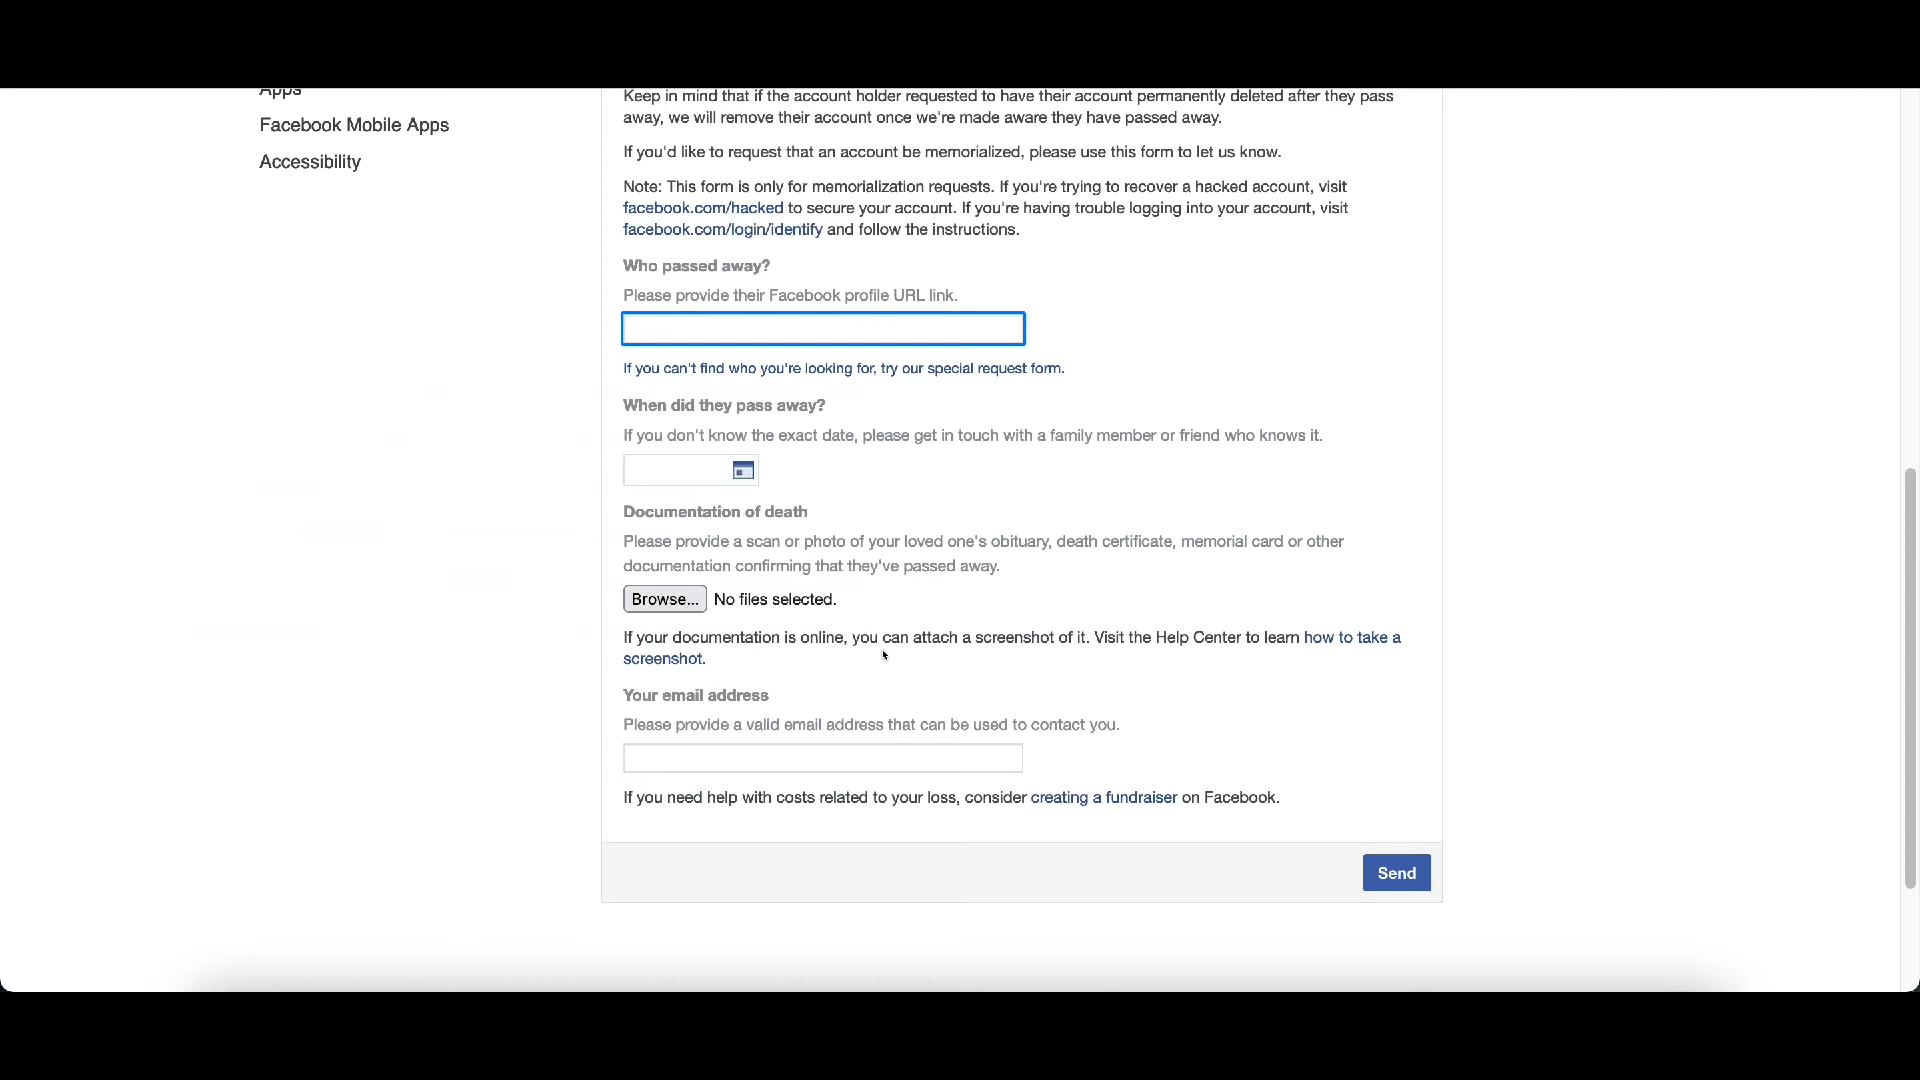 Apps
Facebook Mobile Apps
Accessibility
Keep in mind that if the account holder requested to have their account permanently deleted after they pass
away, we will remove their account once we're made aware they have passed away.
If you'd like to request that an account be memorialized, please use this form to let us know.
Note: This form is only for memorialization requests. If you're trying to recover a hacked account, visit
facebook.com/hacked to secure your account. If you're having trouble logging into your account, visit
facebook.com/login/identify and follow the instructions.
Who passed away?
Please provide their Facebook profile URL link.
If you can't find who you're looking for, try our special request form.
When did they pass away?
If you don't know the exact date, please get in touch with a family member or friend who knows it.
Documentation of death
Please provide a scan or photo of your loved one's obituary, death certificate, memorial card or other
documentation confirming that they've passed away.
Browse... No files selected.
If your documentation is online, you can attach a screenshot of it. Visit the Help Center to learn how to take a
screenshot.
Your email address
Please provide a valid email address that can be used to contact you.
If you need help with costs related to your loss, consider creating a fundraiser on Facebook.
Send